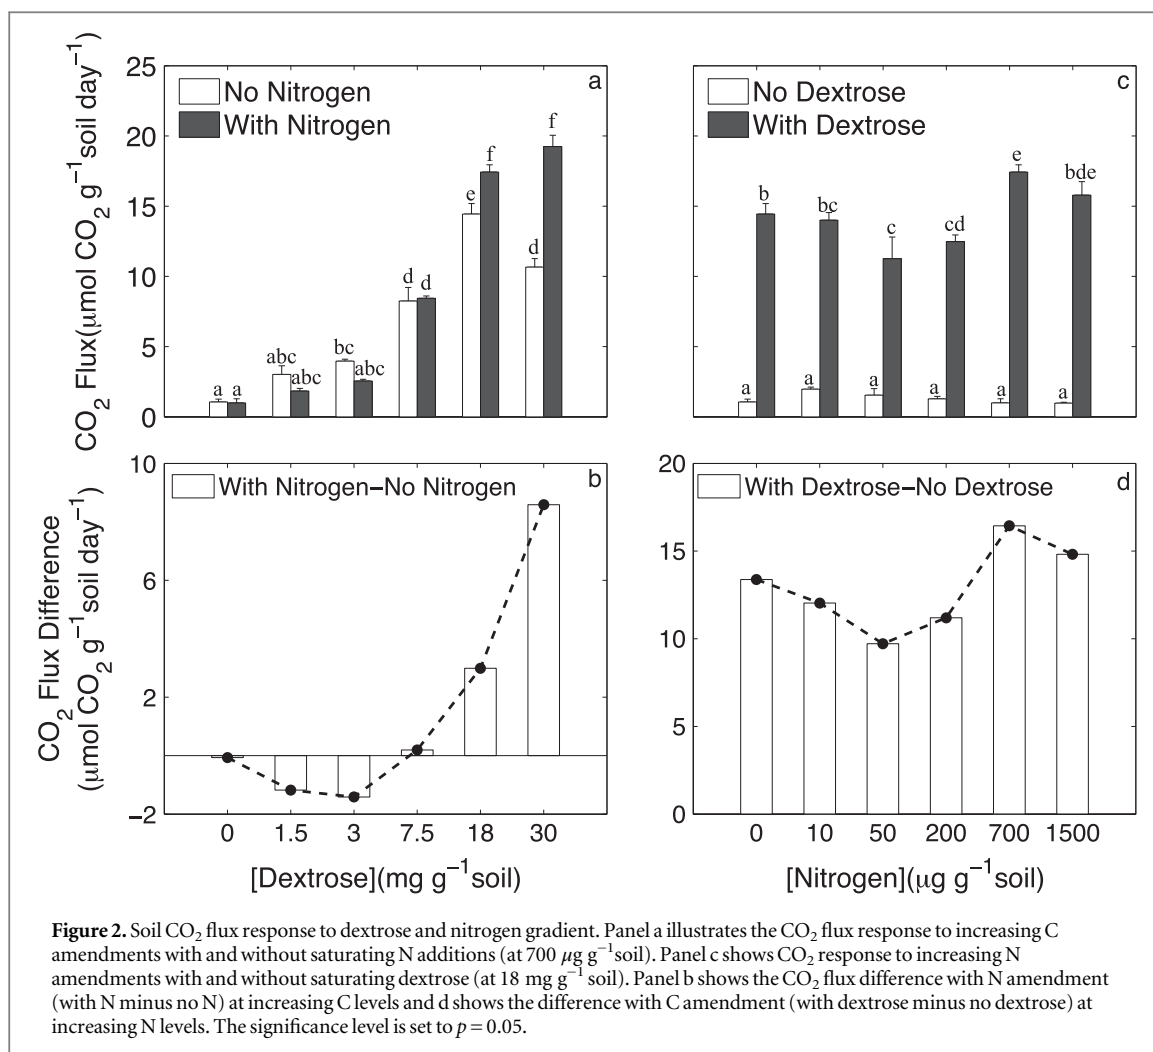 CO₂ Flux(μmol CO₂ g⁻¹soil day⁻¹)
25
20
15
10
5
0
No Nitrogen
With Nitrogen
a
a a
abc abc
bc abc
d d
e f
d f
No Dextrose
With Dextrose
c
a b
a bc
a c
a cd
a e
a bde
CO₂ Flux Difference
(μmol CO₂ g⁻¹soil day⁻¹)
10
6
2
−2
With Nitrogen−No Nitrogen
b
0 1.5 3 7.5 18 30
[Dextrose](mg g⁻¹soil)
20
15
10
5
0
With Dextrose−No Dextrose
d
0 10 50 200 700 1500
[Nitrogen](μg g⁻¹soil)
Figure 2. Soil CO₂ flux response to dextrose and nitrogen gradient. Panel a illustrates the CO₂ flux response to increasing C
amendments with and without saturating N additions (at 700 μg g⁻¹soil). Panel c shows CO₂ response to increasing N
amendments with and without saturating dextrose (at 18 mg g⁻¹ soil). Panel b shows the CO₂ flux difference with N amendment
(with N minus no N) at increasing C levels and d shows the difference with C amendment (with dextrose minus no dextrose) at
increasing N levels. The significance level is set to p = 0.05.